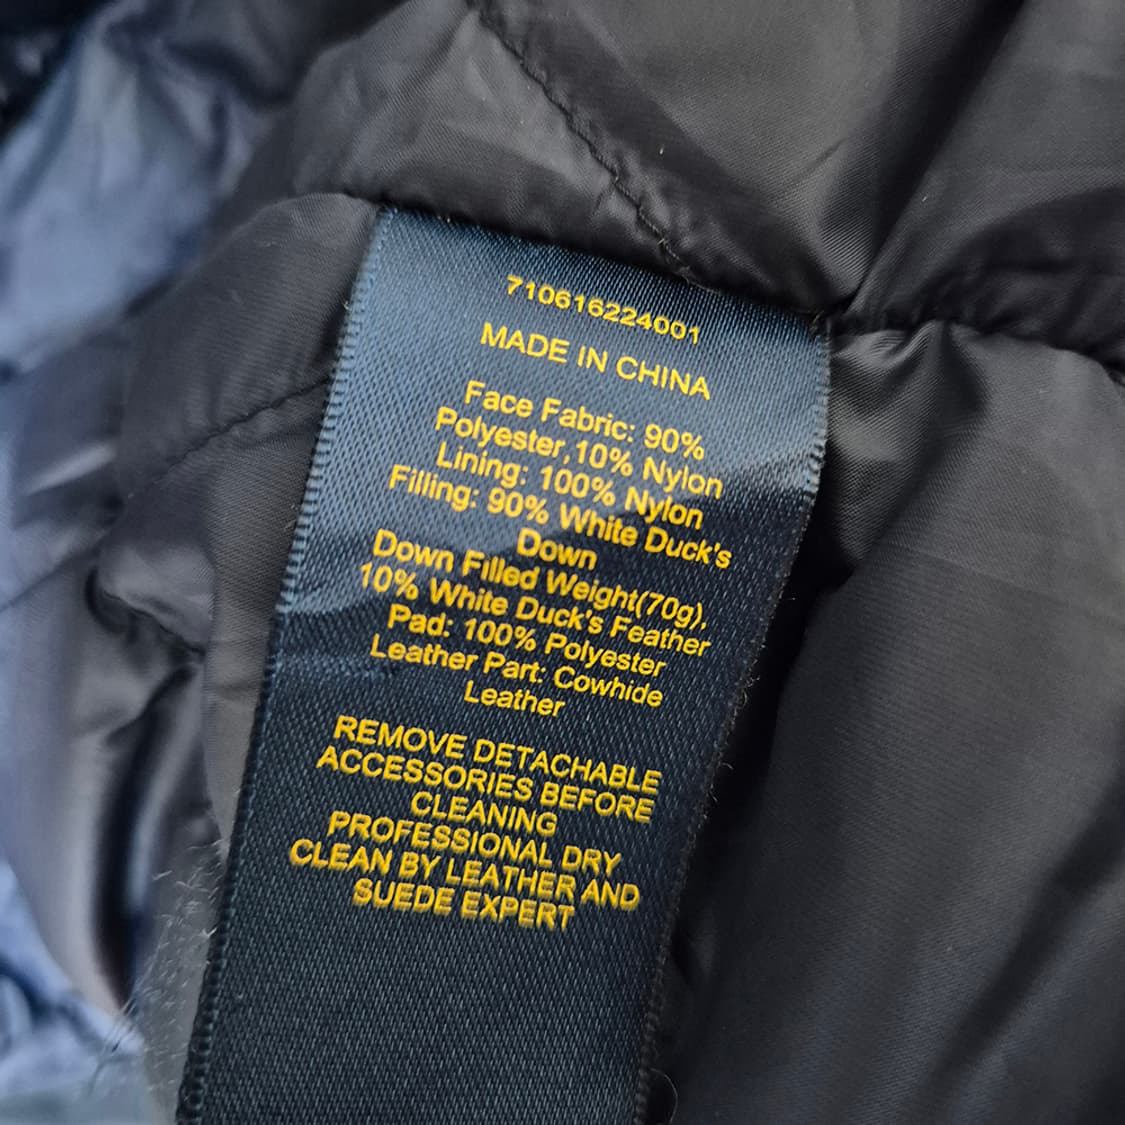 710616224001
MADE IN CHINA
Face Fabric: 90%
Polyester,10% Nylon
Lining: 100% Nylon
Filling: 90% White Duck's
Down
Down Filled Weight(70g),
10% White Duck's Feather
Pad: 100% Polyester
Leather Part: Cowhide
Leather
REMOVE DETACHABLE
ACCESSORIES BEFORE
CLEANING
PROFESSIONAL DRY
CLEAN BY LEATHER AND
SUEDE EXPERT